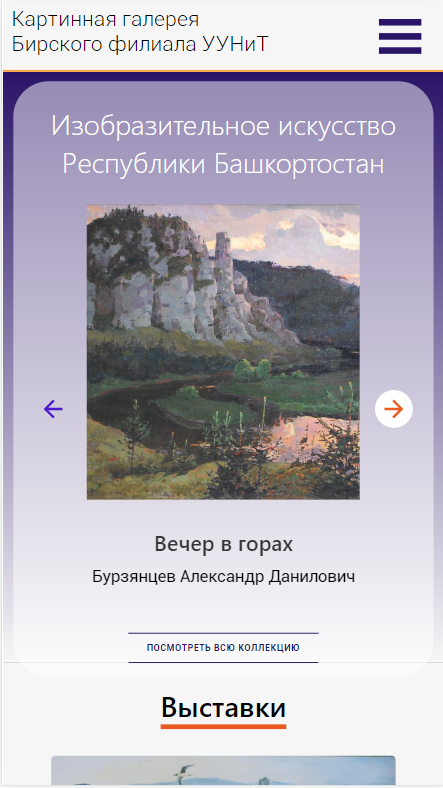 Картинная галерея
Бирского филиала УУНиТ
Изобразительное искусство
Республики Башкортостан
Вечер в горах
Бурзянцев Александр Данилович
ПОСМОТРЕТЬ ВСЮ КОЛЛЕКЦИЮ
Выставки